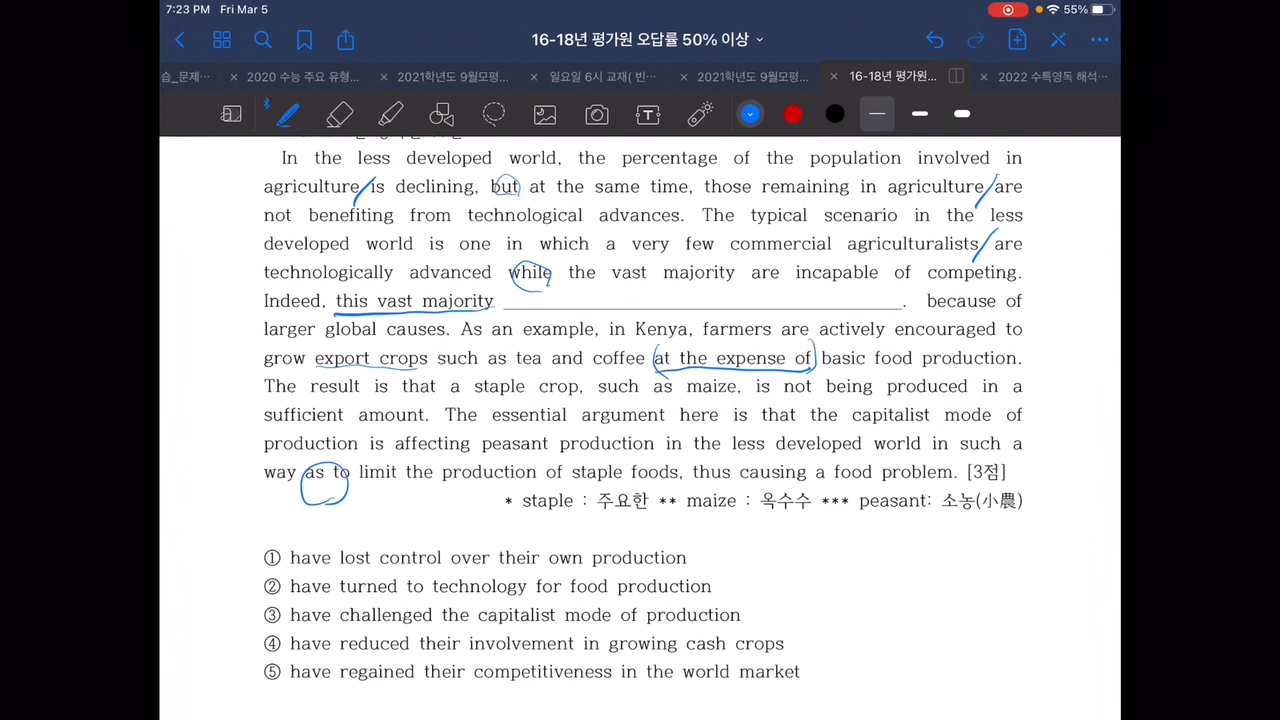 7:23 PM Fri Mar 5
55%
16-18년 평가원 오답률 50% 이상
습_문제…
2020 수능 주요 유형…
2021학년도 9월모평…
일요일 6시 교재( 빈…
2021학년도 9월모평…
16-18년 평가원…
2022 수특영독 해석…
In the less developed world, the percentage of the population involved in
agriculture is declining, but at the same time, those remaining in agriculture are
not benefiting from technological advances. The typical scenario in the less
developed world is one in which a very few commercial agriculturalists are
technologically advanced while the vast majority are incapable of competing.
Indeed, this vast majority ________________________________. because of
larger global causes. As an example, in Kenya, farmers are actively encouraged to
grow export crops such as tea and coffee at the expense of basic food production.
The result is that a staple crop, such as maize, is not being produced in a
sufficient amount. The essential argument here is that the capitalist mode of
production is affecting peasant production in the less developed world in such a
way as to limit the production of staple foods, thus causing a food problem. [3점]
* staple : 주요한 ** maize : 옥수수 *** peasant: 소농(小農)
① have lost control over their own production
② have turned to technology for food production
③ have challenged the capitalist mode of production
④ have reduced their involvement in growing cash crops
⑤ have regained their competitiveness in the world market